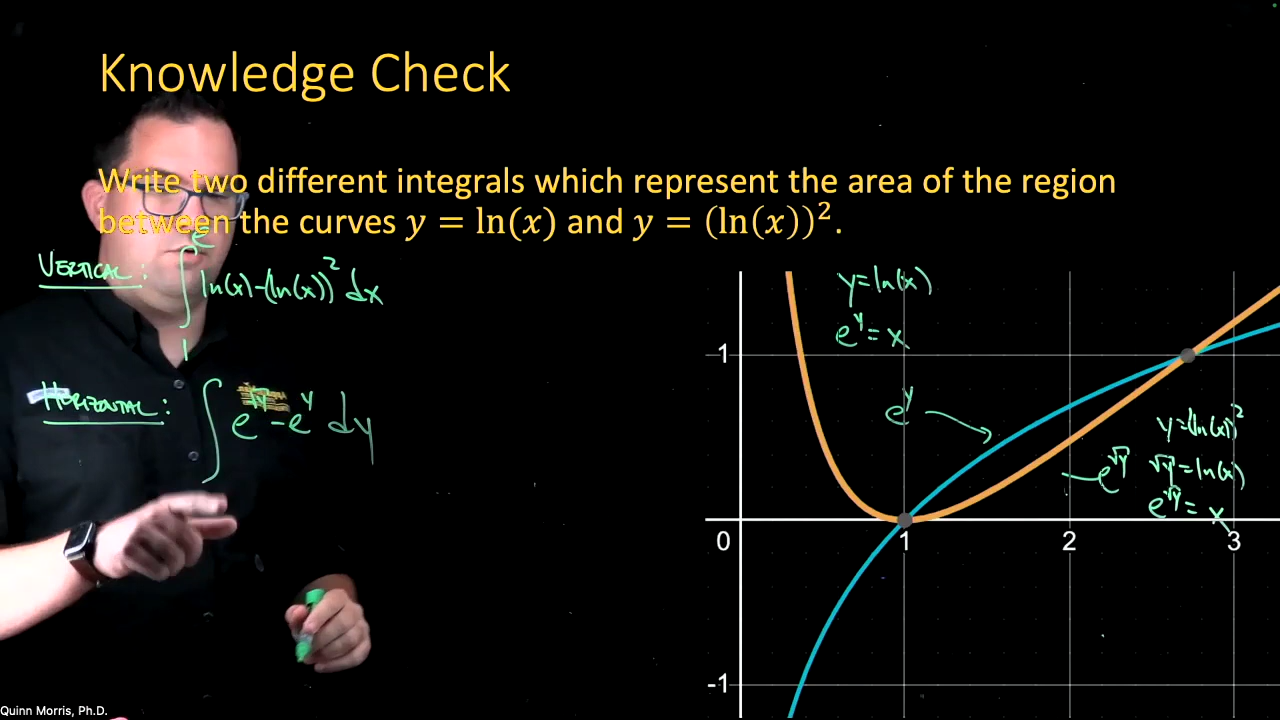 Knowledge Check
Write two different integrals which represent the area of the region
between the curves y = ln(x) and y = (ln(x))².
VERTICAL: ∫₁ᵉ ln(x)-(ln(x))² dx
HORIZONTAL: ∫ e^√y - e^y dy
y=ln(x)
e^y = x
e^y
y=(ln(x))²
√y=ln(x)
e^√y = x
e^√y
1
0
1
2
3
-1
Quinn Morris, Ph.D.